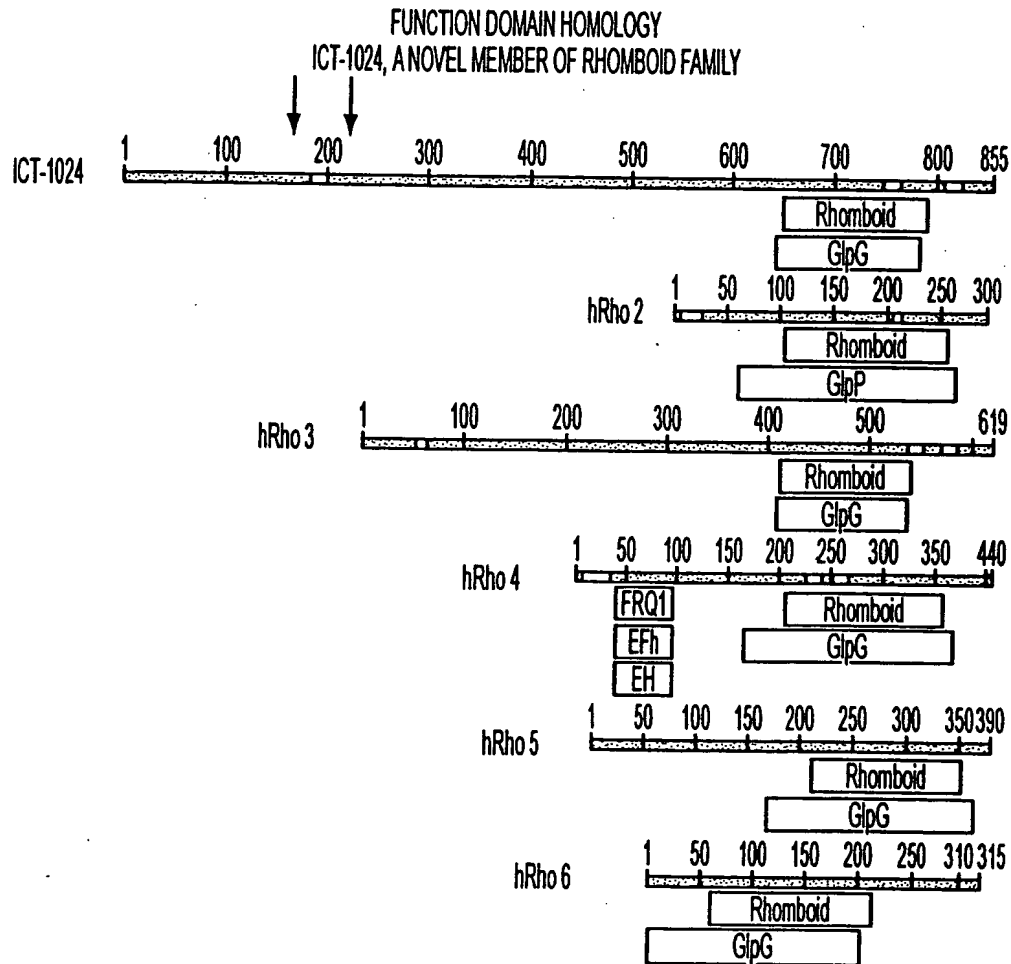 FUNCTION DOMAIN HOMOLOGY
ICT-1024, A NOVEL MEMBER OF RHOMBOID FAMILY
1 100 200 300 400 500 600 700 800 855
ICT-1024
Rhomboid
GlpG
1 50 100 150 200 250 300
hRho 2
Rhomboid
GlpP
1 100 200 300 400 500 619
hRho 3
Rhomboid
GlpG
1 50 100 150 200 250 300 350 440
hRho 4
FRQ1 Rhomboid
EFh GlpG
EH
1 50 100 150 200 250 300 350 390
hRho 5
Rhomboid
GlpG
1 50 100 150 200 250 310 315
hRho 6
Rhomboid
GlpG